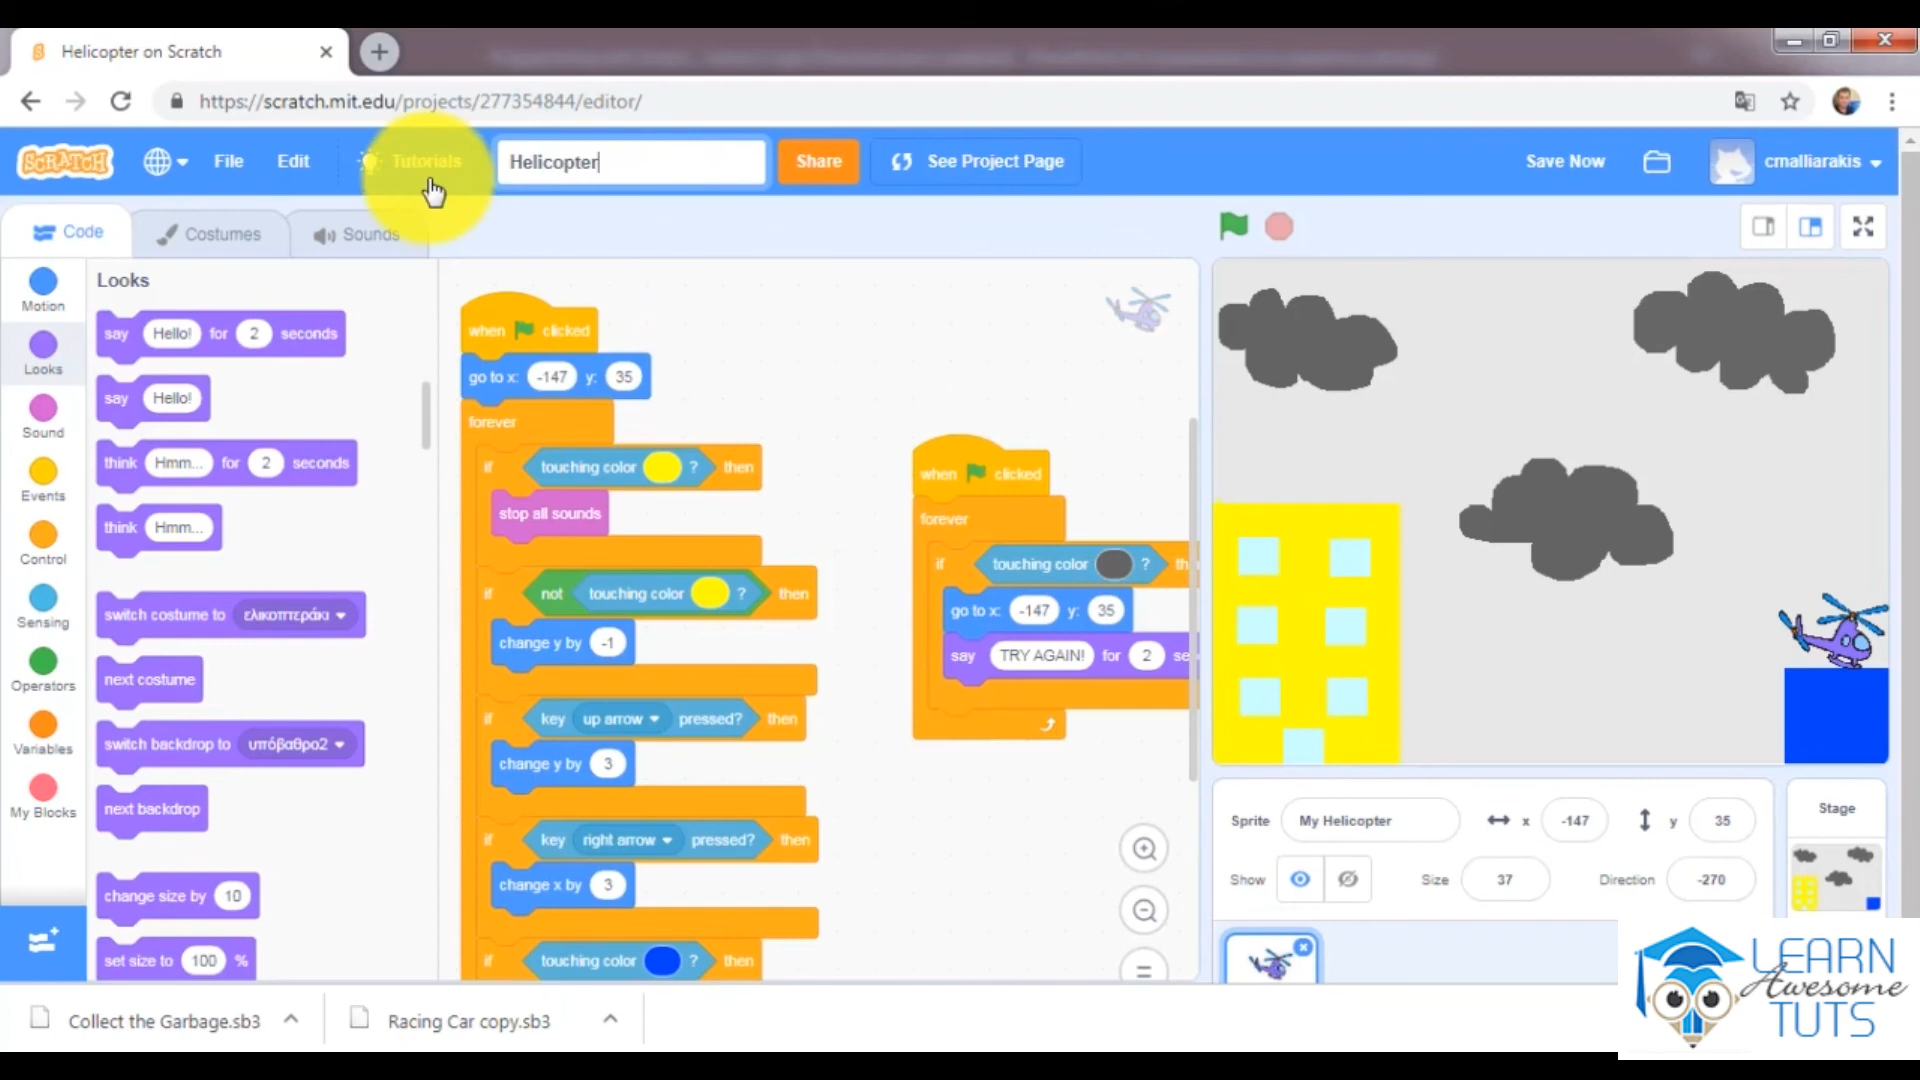 Helicopter on Scratch
https://scratch.mit.edu/projects/277354844/editor/
SCRATCH File Edit Tutorials Helicopter Share See Project Page Save Now cmalliarakis
Code Costumes Sounds
Motion
Looks
Sound
Events
Control
Sensing
Operators
Variables
My Blocks
Looks
say Hello! for 2 seconds
say Hello!
think Hmm... for 2 seconds
think Hmm...
switch costume to ελικοπτεράκι
next costume
switch backdrop to υπόβαθρο2
next backdrop
change size by 10
set size to 100 %
when clicked
go to x: -147 y: 35
forever
if touching color ? then
stop all sounds
if not touching color ? then
change y by -1
if key up arrow pressed? then
change y by 3
if key right arrow pressed? then
change x by 3
if touching color ? then
when clicked
forever
if touching color ? th
go to x: -147 y: 35
say TRY AGAIN! for 2 se
Sprite My Helicopter x -147 y 35
Show Size 37 Direction -270
Stage
Collect the Garbage.sb3 Racing Car copy.sb3
LEARN
Awesome
TUTS